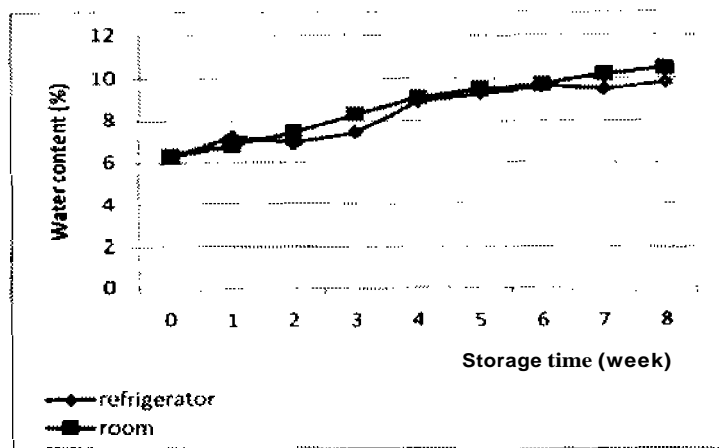 12
10
8
6
4
2
0
Water content (%)
0 1 2 3 4 5 6 7 8
Storage time (week)
refrigerator
room